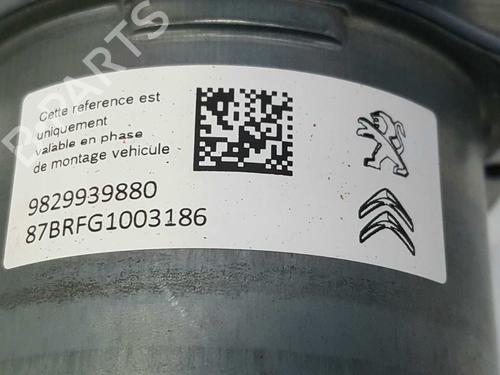 B-PARTS
Cette reference est
uniquement
valable en phase
de montage vehicule
9829939880
87BRFG1003186